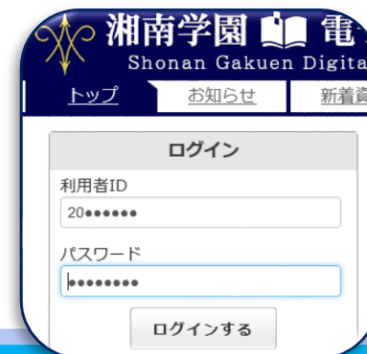 湘南学園 電
Shonan Gakuen Digita
トップ お知らせ 新着資
ログイン
利用者ID
20●●●●●●
パスワード
●●●●●●●●
ログインする